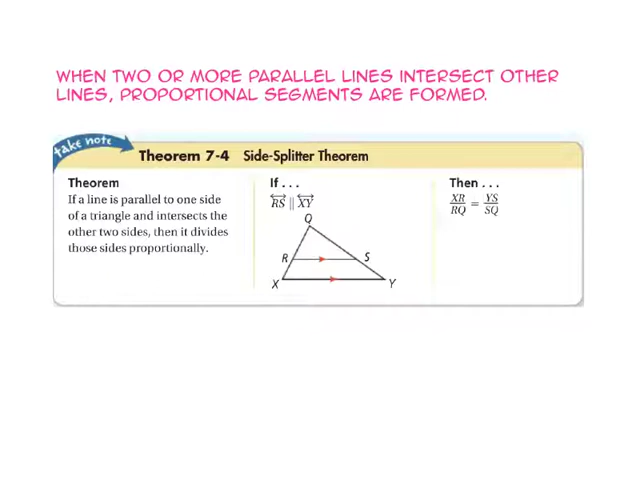 WHEN TWO OR MORE PARALLEL LINES INTERSECT OTHER
LINES, PROPORTIONAL SEGMENTS ARE FORMED.
take note
Theorem 7-4 Side-Splitter Theorem
Theorem
If a line is parallel to one side
of a triangle and intersects the
other two sides, then it divides
those sides proportionally.
If . . .
RS || XY
Q
R
S
X
Y
Then . . .
XR/RQ = YS/SQ